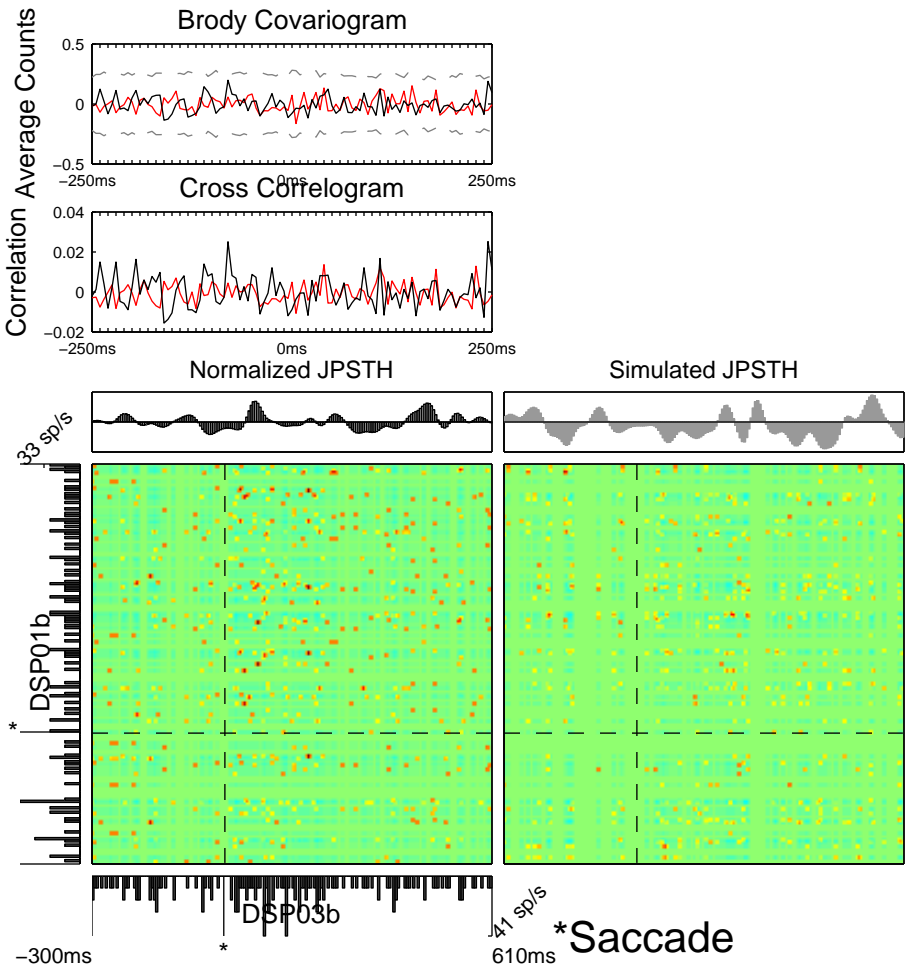 Brody Covariogram
Average Counts
0.5
0
−0.5
−250ms
0ms
250ms
Cross Correlogram
Correlation
0.04
0.02
0
−0.02
−250ms
0ms
250ms
Normalized JPSTH
Simulated JPSTH
33 sp/s
DSP01b
*
DSP03b
*
41 sp/s
−300ms
610ms
*Saccade